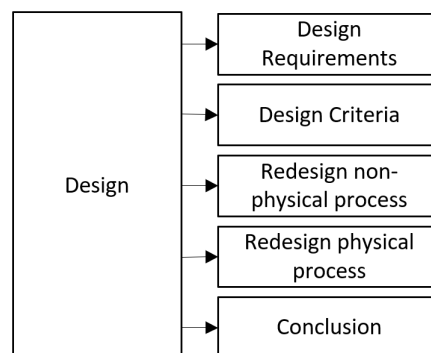 Design
Design
Requirements
Design Criteria
Redesign non-
physical process
Redesign physical
process
Conclusion